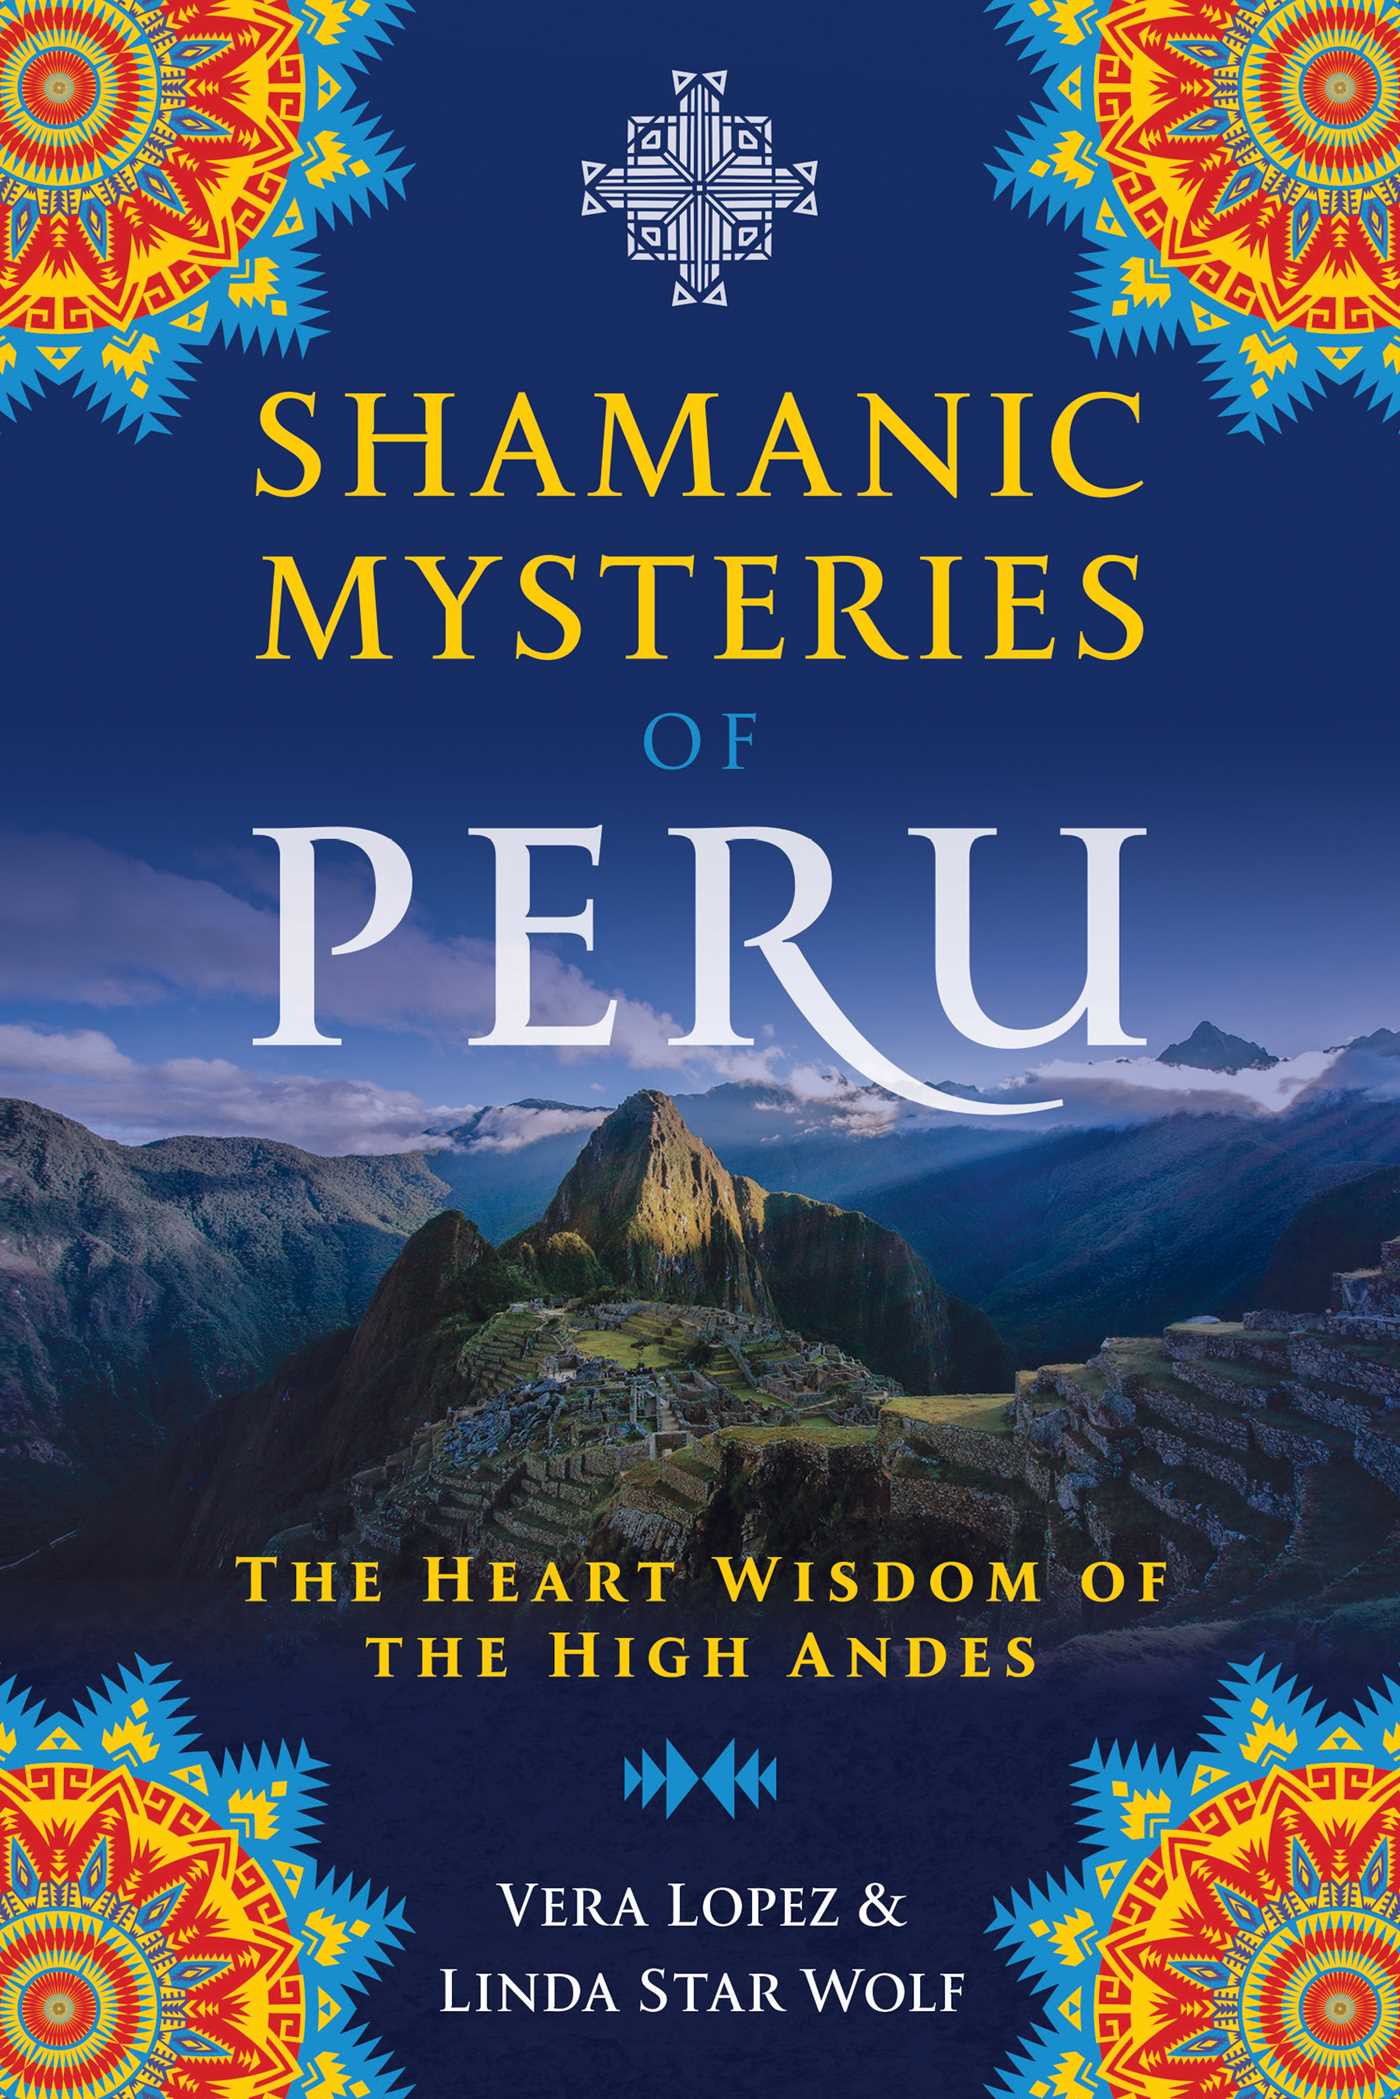 SHAMANIC
MYSTERIES
OF
PERU
THE HEART WISDOM OF
THE HIGH ANDES
VERA LOPEZ &
LINDA STAR WOLF